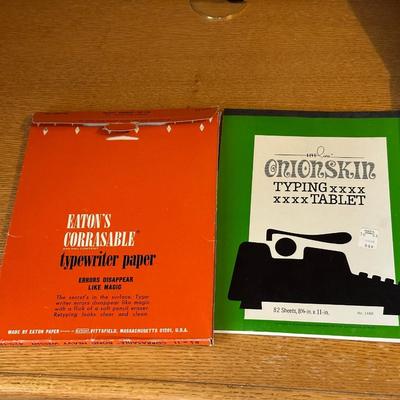 EATON'S
CORRASABLE
typewriter paper
ERRORS DISAPPEAR
LIKE MAGIC
The secret's in the surface. Type-
writer errors disappear like magic
with a flick of a soft pencil eraser.
Retyping looks clear and clean.
MADE BY EATON PAPER
PITTSFIELD, MASSACHUSETTS 01201, U.S.A.
ONIONSKIN
TYPING xxxx
xxxx TABLET
82 Sheets, 8½-in. x 11-in.